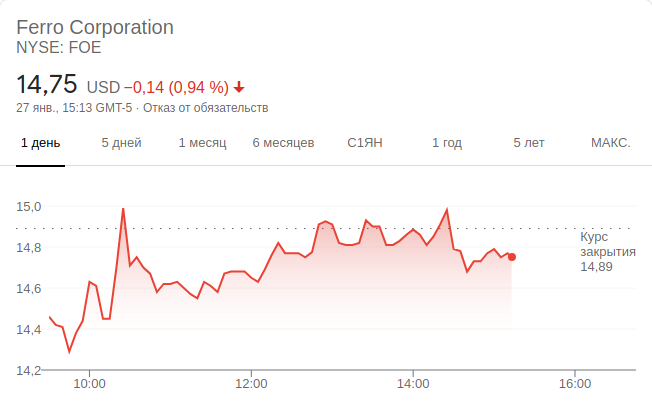 Ferro Corporation
NYSE: FOE
14,75 USD −0,14 (0,94 %)
27 янв., 15:13 GMT-5 · Отказ от обязательств
1 день 5 дней 1 месяц 6 месяцев С1ЯН 1 год 5 лет МАКС.
15,0
14,8
14,6
14,4
14,2
Курс
закрытия
14,89
10:00 12:00 14:00 16:00